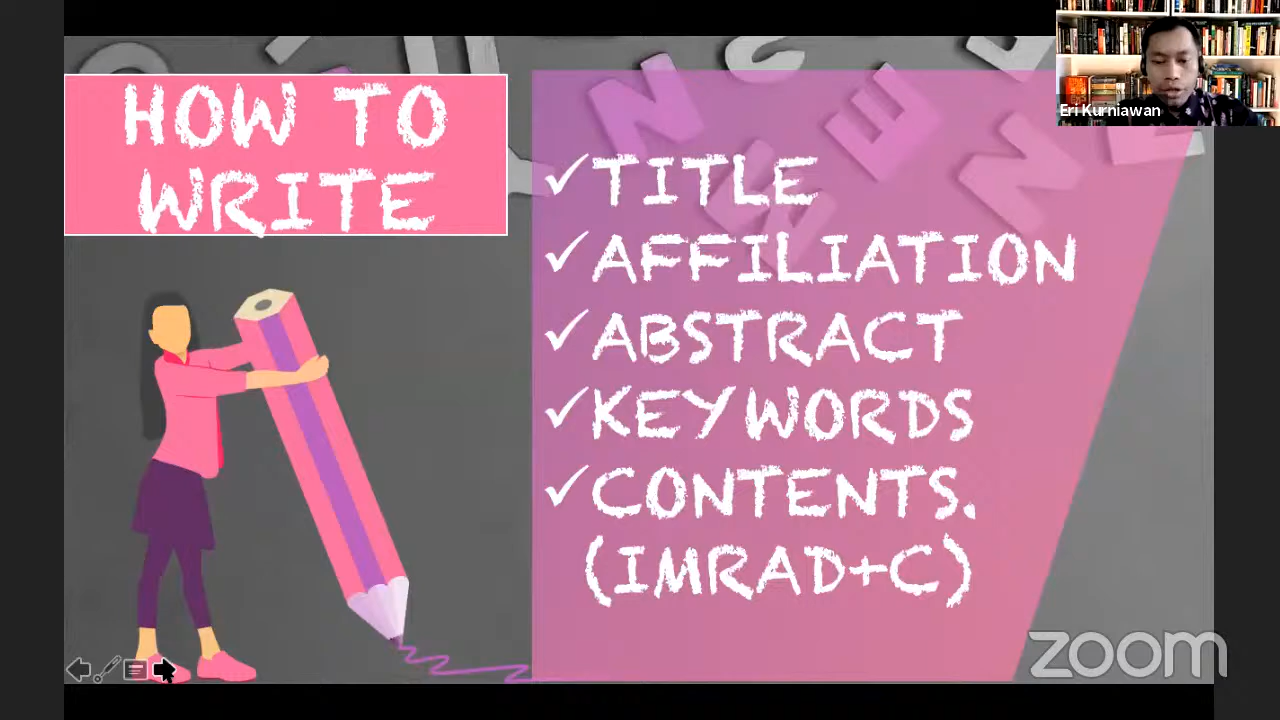 HOW TO
WRITE
✓TITLE
✓AFFILIATION
✓ABSTRACT
✓KEYWORDS
✓CONTENTS.
(IMRAD+C)
Eri Kurniawan
zoom